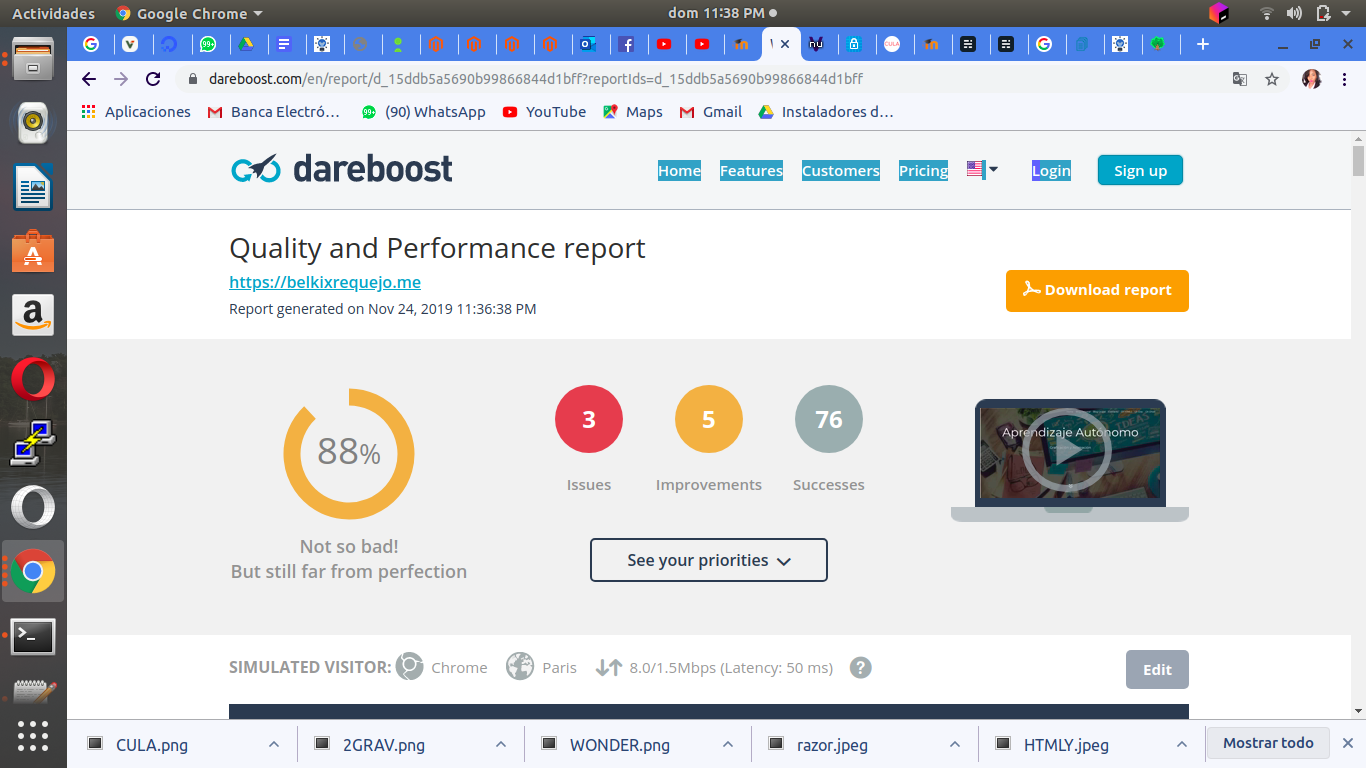 Actividades
Google Chrome
dom 11:38 PM
dareboost.com/en/report/d_15ddb5a5690b99866844d1bff?reportIds=d_15ddb5a5690b99866844d1bff
Aplicaciones
Banca Electró…
(90) WhatsApp
YouTube
Maps
Gmail
Instaladores d…
dareboost
Home
Features
Customers
Pricing
Login
Sign up
Quality and Performance report
https://belkixrequejo.me
Report generated on Nov 24, 2019 11:36:38 PM
Download report
88%
Not so bad!
But still far from perfection
3
Issues
5
Improvements
76
Successes
See your priorities
Aprendizaje Autónomo
SIMULATED VISITOR:
Chrome
Paris
8.0/1.5Mbps (Latency: 50 ms)
?
Edit
CULA.png
2GRAV.png
WONDER.png
razor.jpeg
HTMLY.jpeg
Mostrar todo